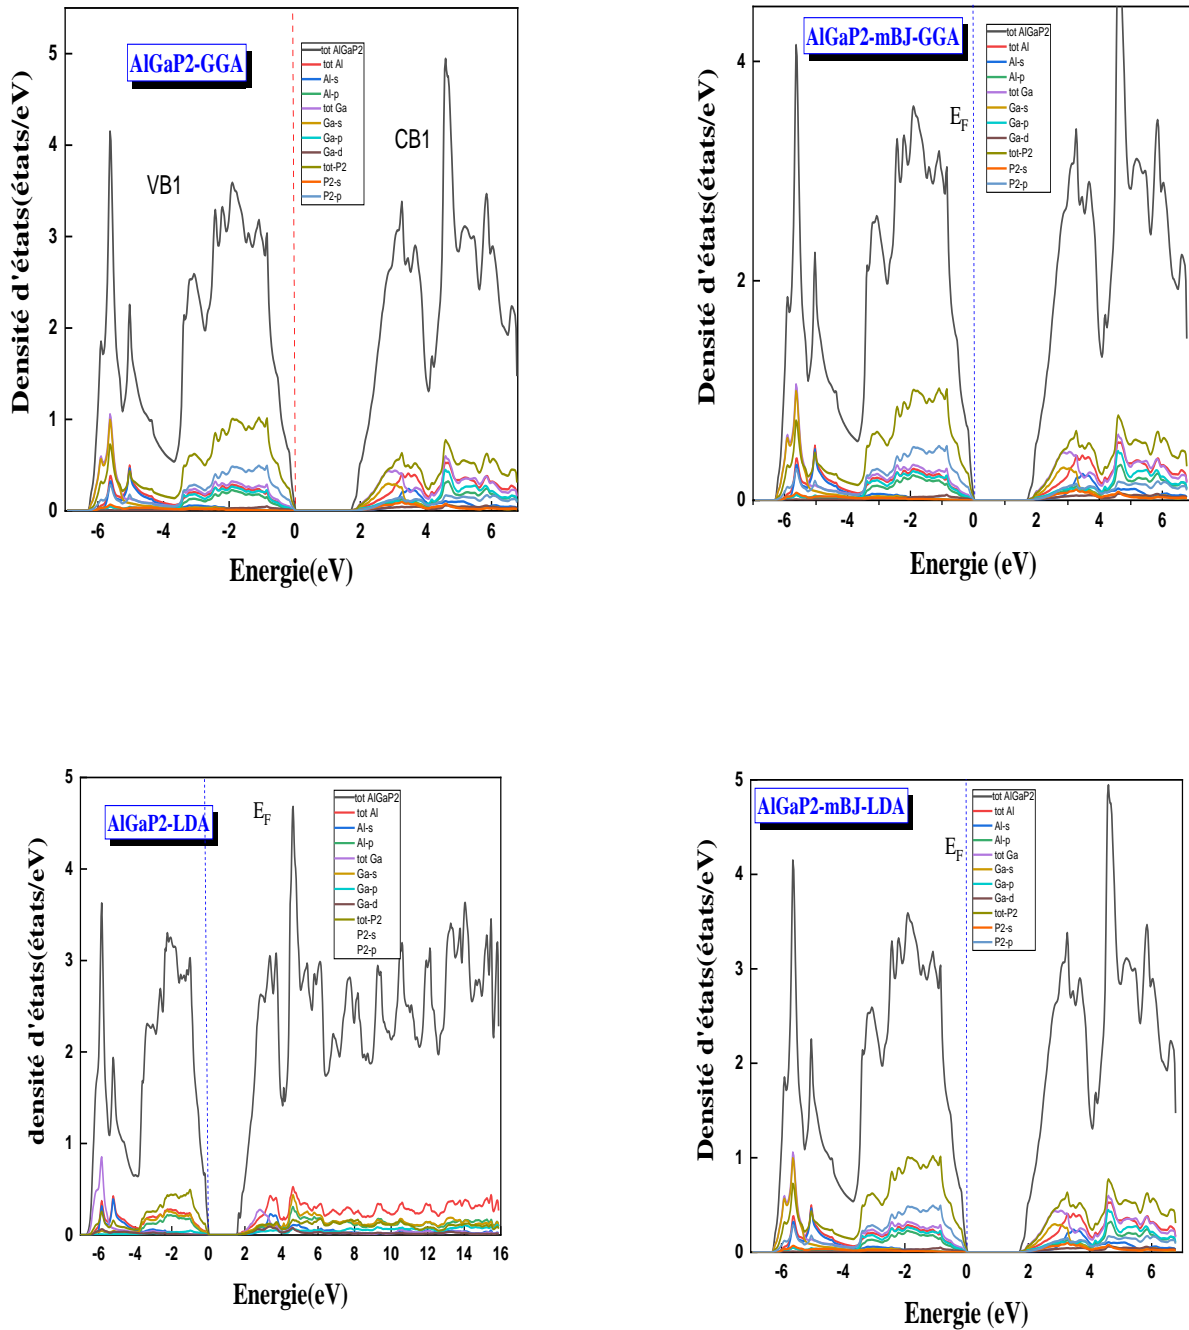 AlGaP2-GGA
VB1
CB1
tot AlGaP2
tot Al
Al-s
Al-p
tot Ga
Ga-s
Ga-p
Ga-d
tot-P2
P2-s
P2-p
Densité d'états(états/eV)
5
4
3
2
1
0
-6 -4 -2 0 2 4 6
Energie(eV)
AlGaP2-mBJ-GGA
E_F
tot AlGaP2
tot Al
Al-s
Al-p
tot Ga
Ga-s
Ga-p
Ga-d
tot-P2
P2-s
P2-p
Densité d'états(états/eV)
4
2
0
-6 -4 -2 0 2 4 6
Energie (eV)
AlGaP2-LDA
E_F
tot AlGaP2
tot Al
Al-s
Al-p
tot Ga
Ga-s
Ga-p
Ga-d
tot-P2
P2-s
P2-p
densité d'états(états/eV)
5
4
3
2
1
0
-6 -4 -2 0 2 4 6 8 10 12 14 16
Energie(eV)
AlGaP2-mBJ-LDA
E_F
tot AlGaP2
tot Al
Al-s
Al-p
tot Ga
Ga-s
Ga-p
Ga-d
tot-P2
P2-s
P2-p
Densité d'états(états/eV)
5
4
3
2
1
0
-6 -4 -2 0 2 4 6
Energie (eV)